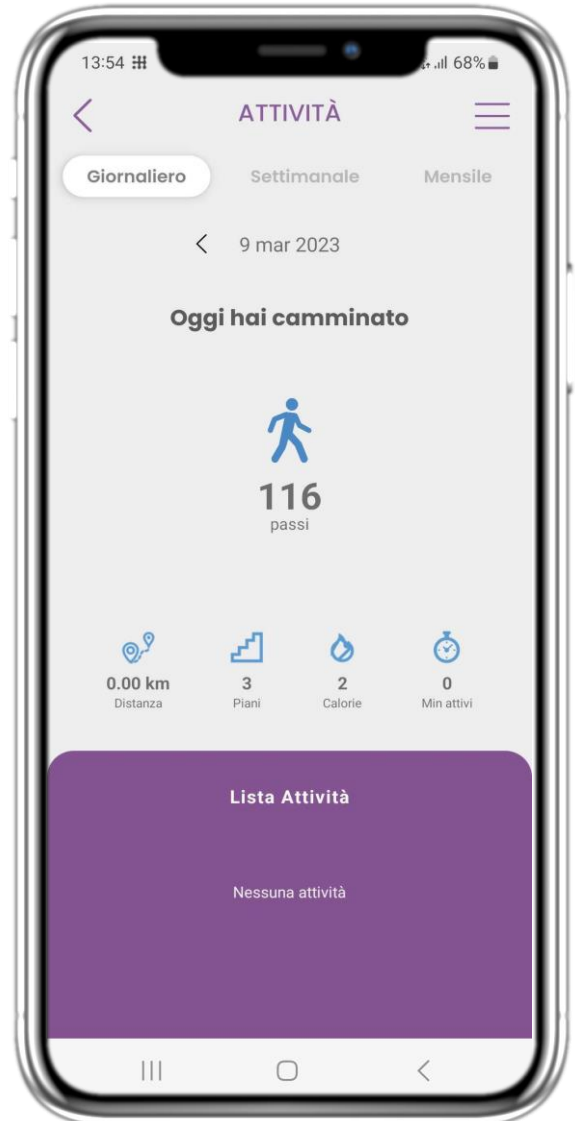 13:54 68%
ATTIVITÀ
Giornaliero Settimanale Mensile
9 mar 2023
Oggi hai camminato
116
passi
0.00 km 3 2 0
Distanza Piani Calorie Min attivi
Lista Attività
Nessuna attività